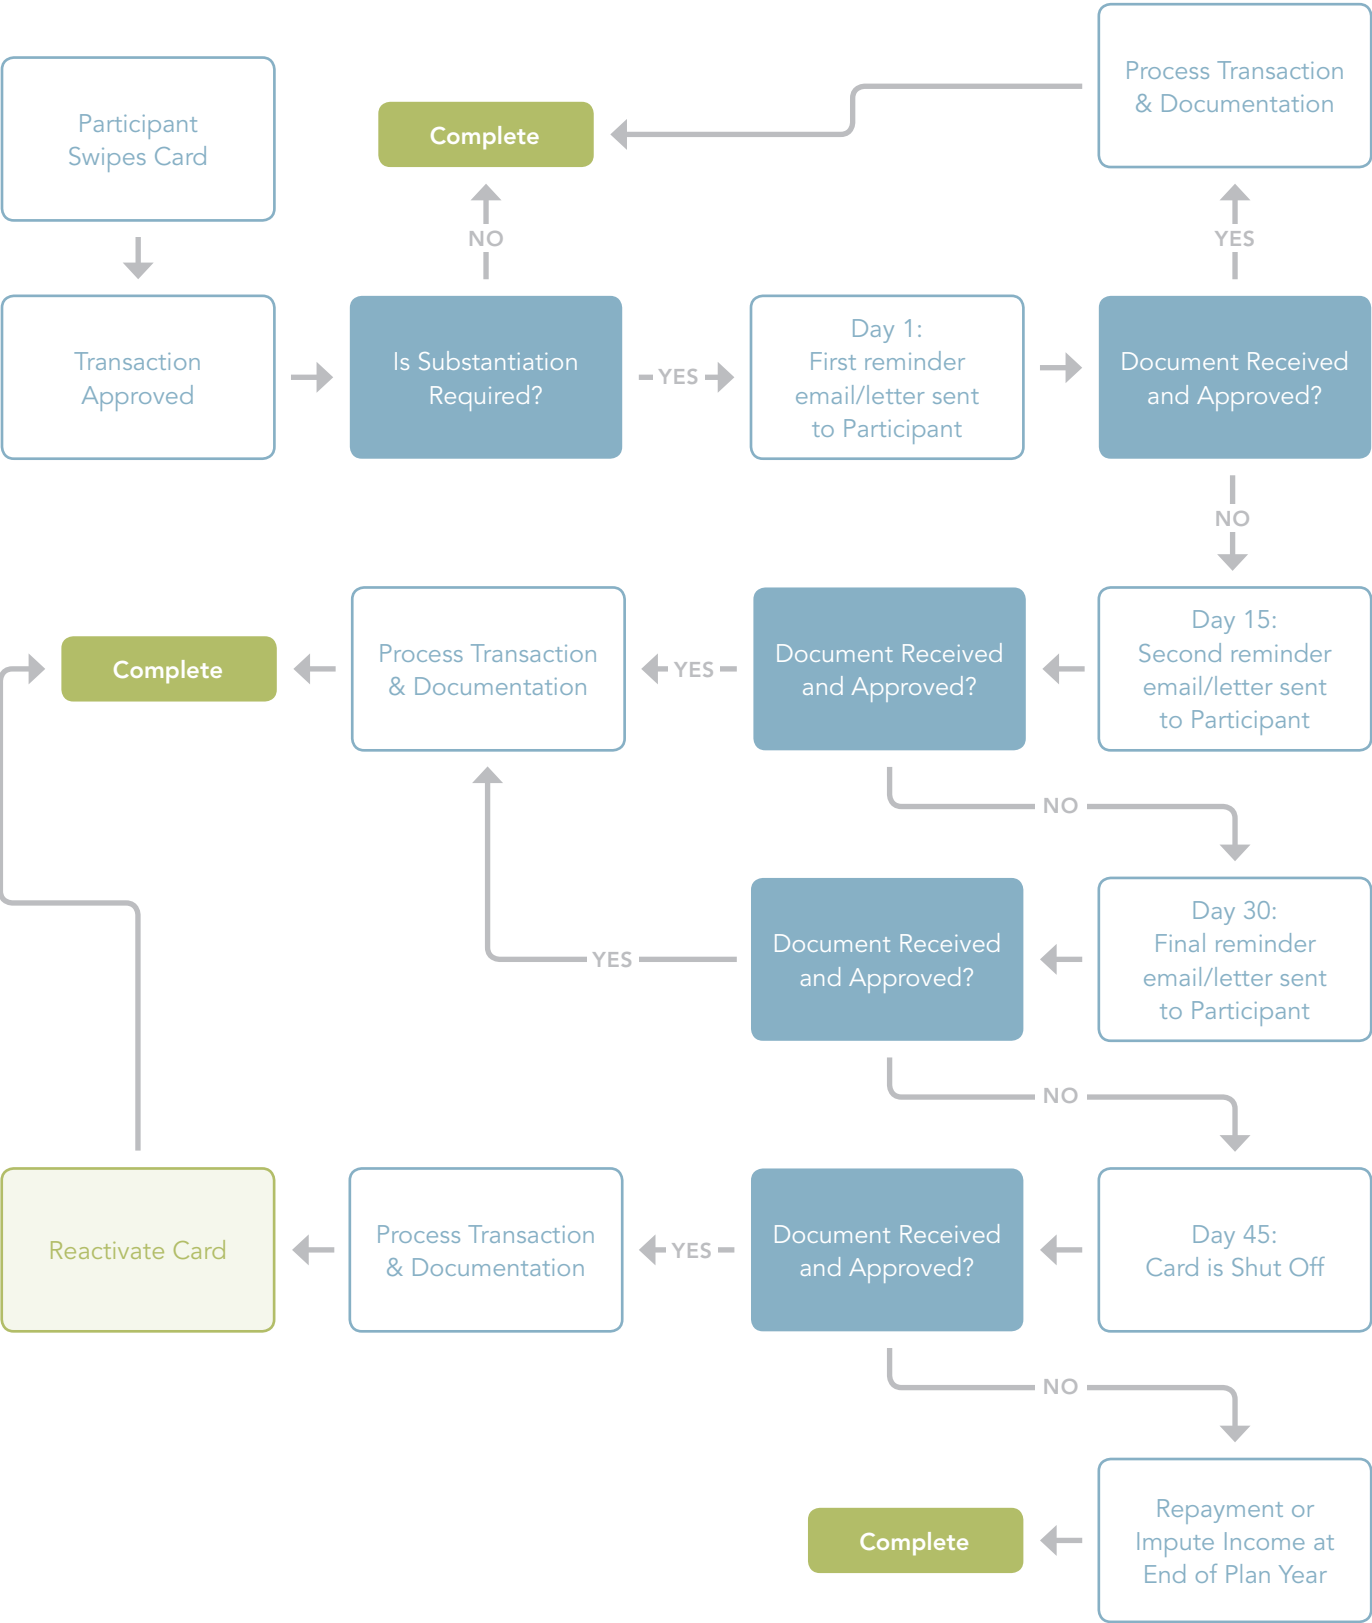 Process Transaction
& Documentation
Participant
Swipes Card
Complete
NO
YES
Transaction
Approved
Is Substantiation
Required?
YES
Day 1:
First reminder
email/letter sent
to Participant
Document Received
and Approved?
NO
Complete
Process Transaction
& Documentation
YES
Document Received
and Approved?
Day 15:
Second reminder
email/letter sent
to Participant
NO
YES
Document Received
and Approved?
Day 30:
Final reminder
email/letter sent
to Participant
NO
Reactivate Card
Process Transaction
& Documentation
YES
Document Received
and Approved?
Day 45:
Card is Shut Off
NO
Complete
Repayment or
Impute Income at
End of Plan Year